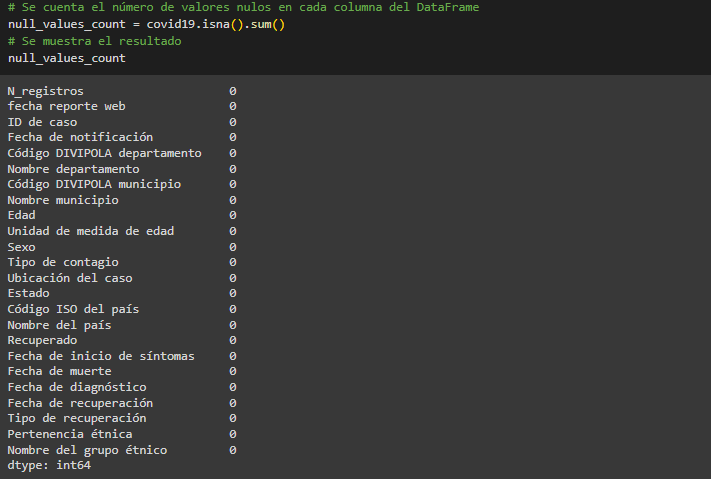 # Se cuenta el número de valores nulos en cada columna del DataFrame
null_values_count = covid19.isna().sum()
# Se muestra el resultado
null_values_count
N_registros 0
fecha reporte web 0
ID de caso 0
Fecha de notificación 0
Código DIVIPOLA departamento 0
Nombre departamento 0
Código DIVIPOLA municipio 0
Nombre municipio 0
Edad 0
Unidad de medida de edad 0
Sexo 0
Tipo de contagio 0
Ubicación del caso 0
Estado 0
Código ISO del país 0
Nombre del país 0
Recuperado 0
Fecha de inicio de síntomas 0
Fecha de muerte 0
Fecha de diagnóstico 0
Fecha de recuperación 0
Tipo de recuperación 0
Pertenencia étnica 0
Nombre del grupo étnico 0
dtype: int64